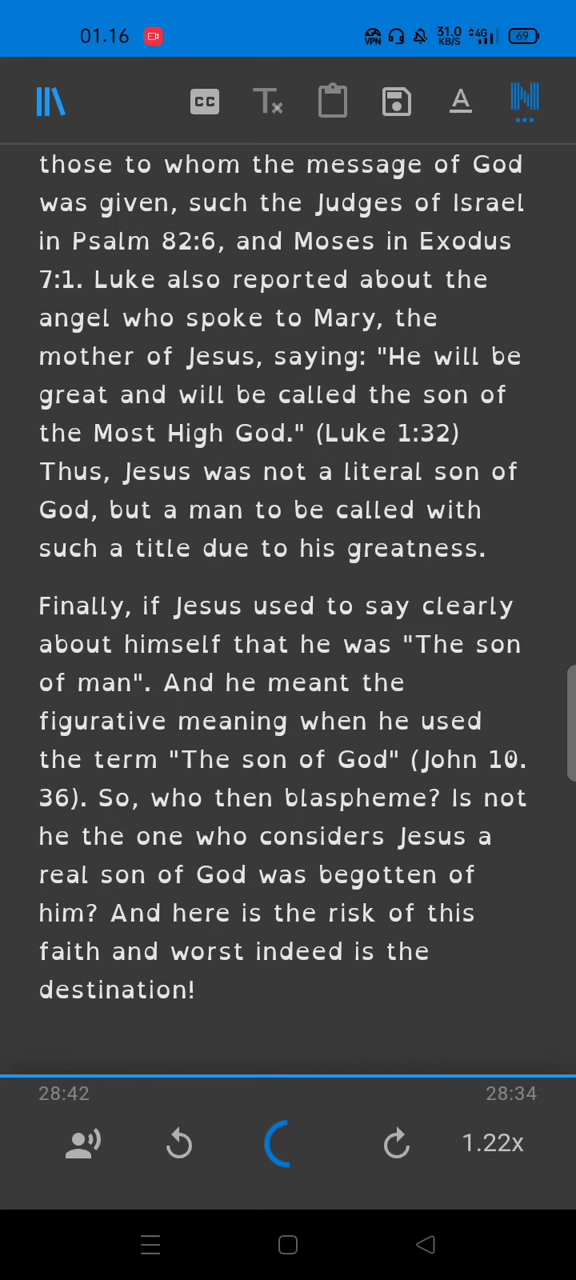 01.16
VPN 31.0 KB/S 4G 69
CC
those to whom the message of God
was given, such the Judges of Israel
in Psalm 82:6, and Moses in Exodus
7:1. Luke also reported about the
angel who spoke to Mary, the
mother of Jesus, saying: "He will be
great and will be called the son of
the Most High God." (Luke 1:32)
Thus, Jesus was not a literal son of
God, but a man to be called with
such a title due to his greatness.
Finally, if Jesus used to say clearly
about himself that he was "The son
of man". And he meant the
figurative meaning when he used
the term "The son of God" (John 10.
36). So, who then blaspheme? Is not
he the one who considers Jesus a
real son of God was begotten of
him? And here is the risk of this
faith and worst indeed is the
destination!
28:42 28:34
1.22x